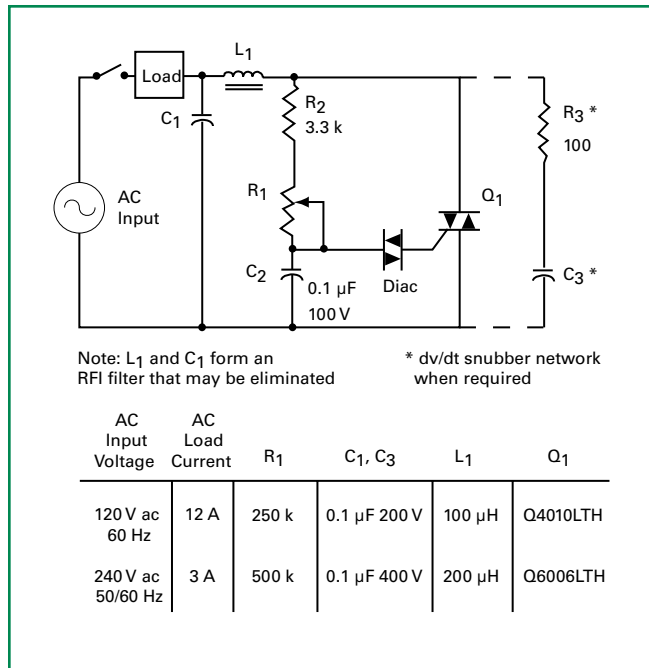 L1
Load
C1
R2
3.3 k
R3 *
100
R1
Q1
AC
Input
C2
0.1 µF
100 V
Diac
C3 *
Note: L1 and C1 form an
RFI filter that may be eliminated
* dv/dt snubber network
when required
AC Input Voltage AC Load Current R1 C1, C3 L1 Q1
120 V ac 60 Hz 12 A 250 k 0.1 µF 200 V 100 µH Q4010LTH
240 V ac 50/60 Hz 3 A 500 k 0.1 µF 400 V 200 µH Q6006LTH